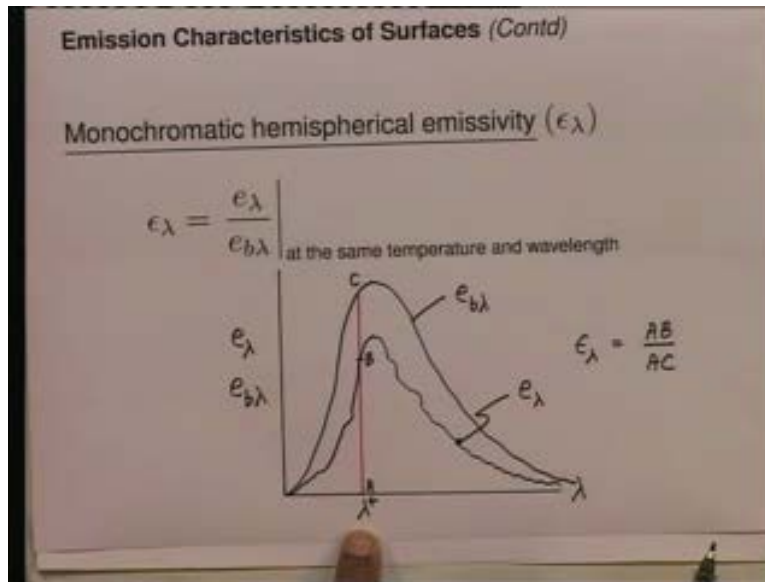 Emission Characteristics of Surfaces (Contd)
Monochromatic hemispherical emissivity (ϵλ)
ϵλ = eλ / ebλ | at the same temperature and wavelength
C
ebλ
eλ
B
ϵλ = AB / AC
ebλ
eλ
A
λ
λ*